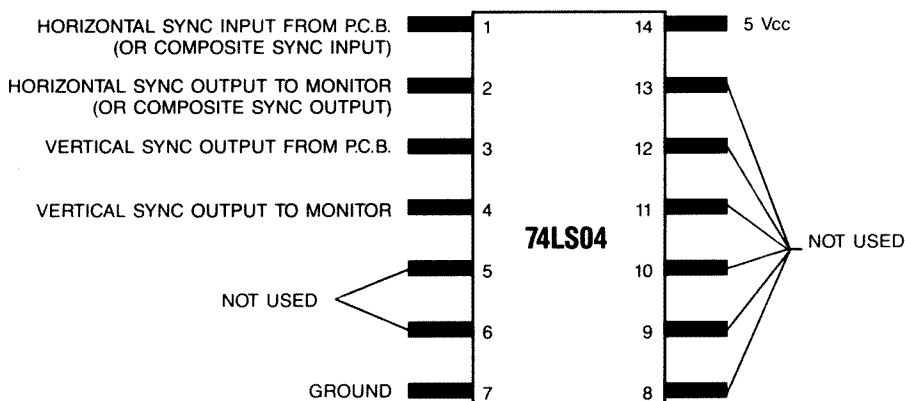 HORIZONTAL SYNC INPUT FROM P.C.B.
(OR COMPOSITE SYNC INPUT)
HORIZONTAL SYNC OUTPUT TO MONITOR
(OR COMPOSITE SYNC OUTPUT)
VERTICAL SYNC OUTPUT FROM P.C.B.
VERTICAL SYNC OUTPUT TO MONITOR
NOT USED
GROUND
1
2
3
4
5
6
7
74LS04
14
13
12
11
10
9
8
5 Vcc
NOT USED